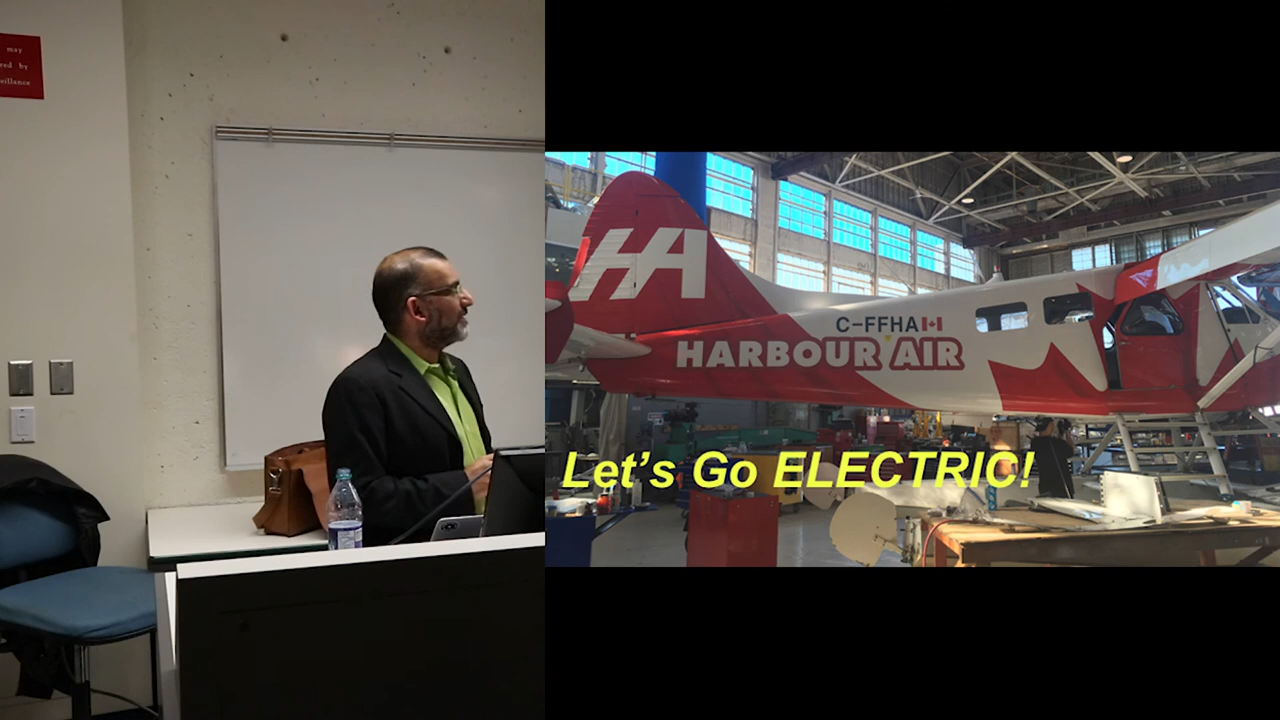 may
red by
eillance
HA
C-FFHA
HARBOUR AIR
Let's Go ELECTRIC!